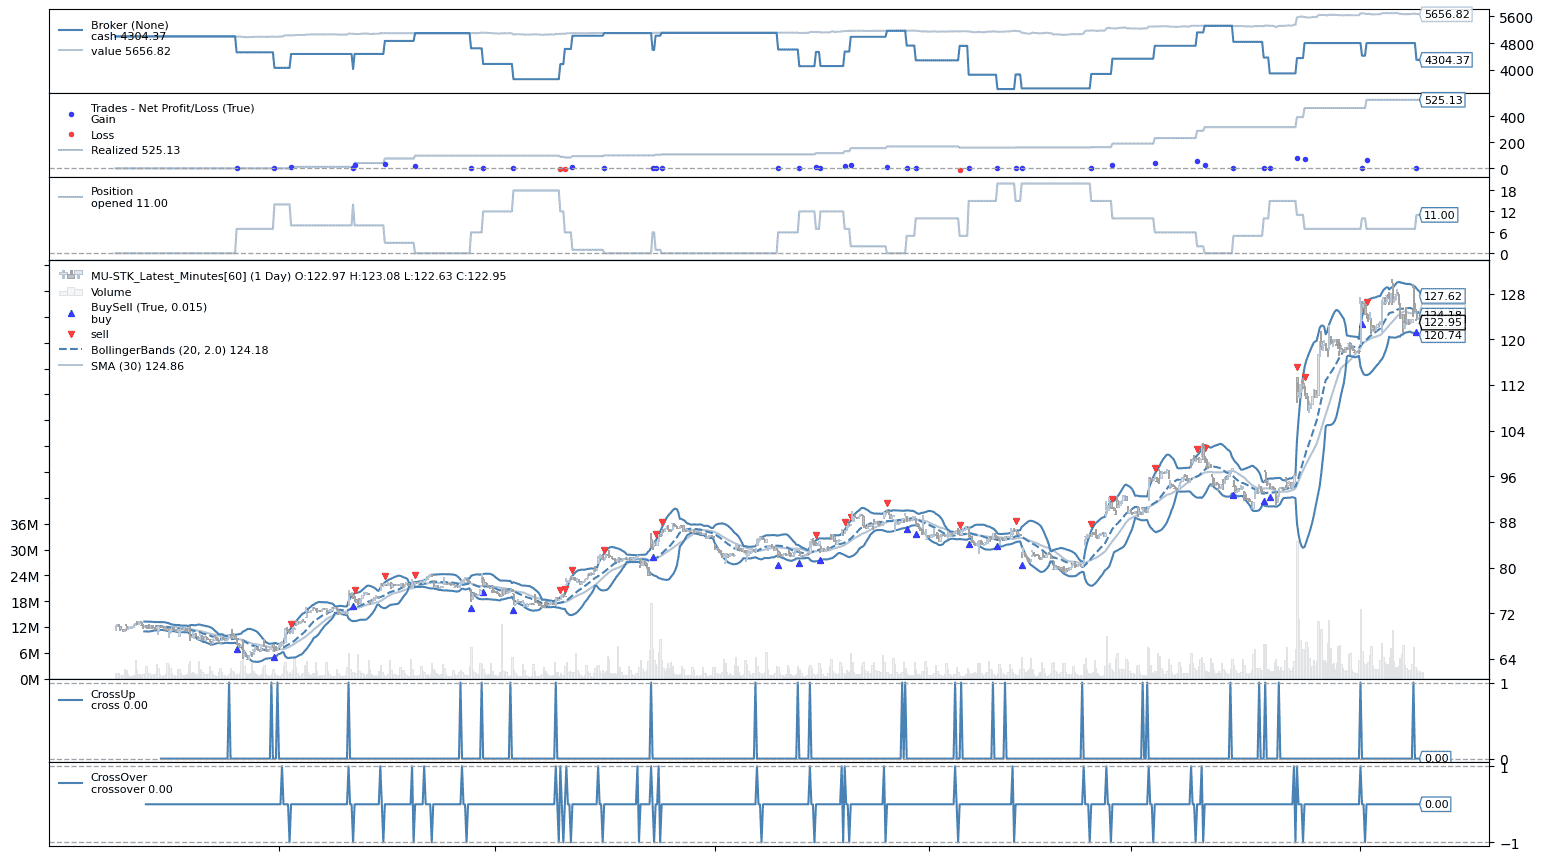 Broker (None)
cash 4304.37
value 5656.82
5656.82
4304.37
5600
4800
4000
Trades - Net Profit/Loss (True)
Gain
Loss
Realized 525.13
525.13
400
200
0
Position
opened 11.00
11.00
18
12
6
0
MU-STK_Latest_Minutes[60] (1 Day) O:122.97 H:123.08 L:122.63 C:122.95
Volume
BuySell (True, 0.015)
buy
sell
BollingerBands (20, 2.0) 124.18
SMA (30) 124.86
127.62
124.18
122.95
120.74
128
120
112
104
96
88
80
72
64
36M
30M
24M
18M
12M
6M
0M
CrossUp
cross 0.00
0.00
1
0
CrossOver
crossover 0.00
0.00
1
−1